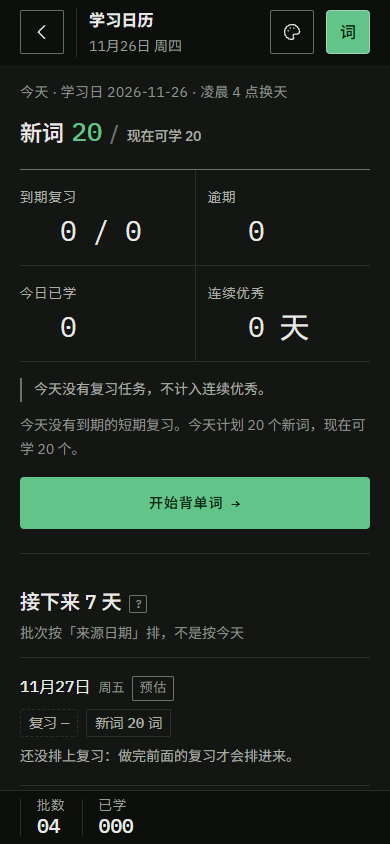 学习日历
11月26日 周四
词
今天 · 学习日 2026-11-26 · 凌晨 4 点换天
新词 20 / 现在可学 20
到期复习
0 / 0
逾期
0
今日已学
0
连续优秀
0 天
今天没有复习任务，不计入连续优秀。
今天没有到期的短期复习。今天计划 20 个新词，现在可
学 20 个。
开始背单词 →
接下来 7 天 ?
批次按「来源日期」排，不是按今天
11月27日 周五 预估
复习 — 新词 20 词
还没排上复习：做完前面的复习才会排进来。
批数
04
已学
000